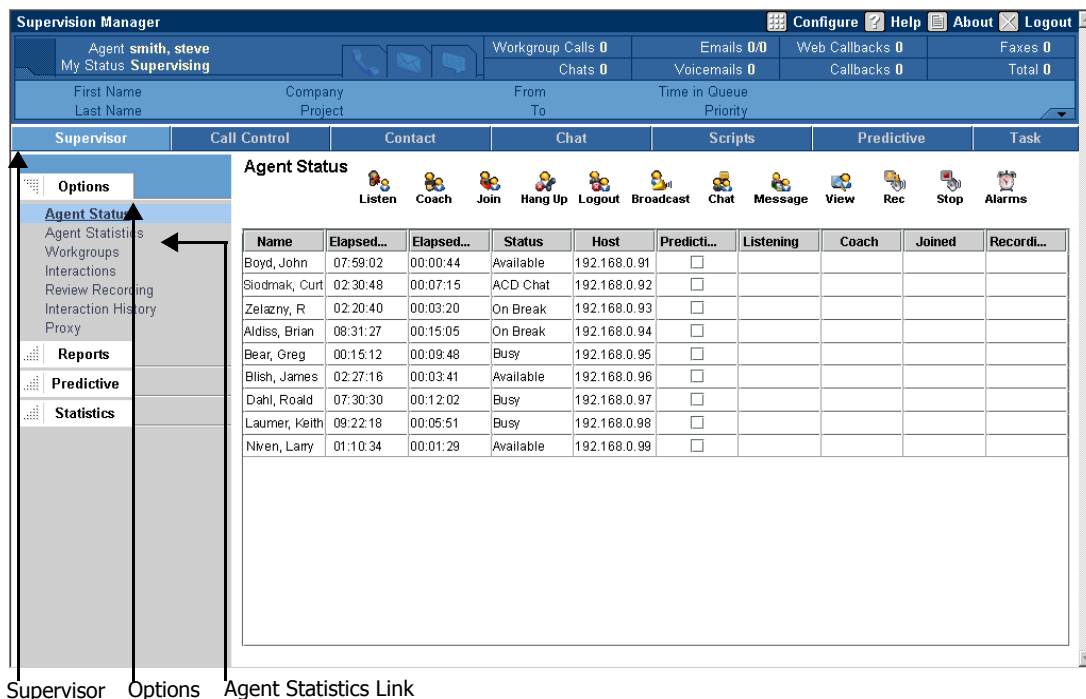 Supervision Manager Configure ? Help About Logout
Agent smith, steve Workgroup Calls 0 Emails 0/0 Web Callbacks 0 Faxes 0
My Status Supervising Chats 0 Voicemails 0 Callbacks 0 Total 0
First Name Company From Time in Queue
Last Name Project To Priority
Supervisor Call Control Contact Chat Scripts Predictive Task
Options
Agent Status
Agent Statistics
Workgroups
Interactions
Review Recording
Interaction History
Proxy
Reports
Predictive
Statistics
Agent Status
Listen Coach Join Hang Up Logout Broadcast Chat Message View Rec Stop Alarms
Name Elapsed... Elapsed... Status Host Predicti... Listening Coach Joined Recordi...
Boyd, John 07:59:02 00:00:44 Available 192.168.0.91
Siodmak, Curt 02:30:48 00:07:15 ACD Chat 192.168.0.92
Zelazny, R 02:20:40 00:03:20 On Break 192.168.0.93
Aldiss, Brian 08:31:27 00:15:05 On Break 192.168.0.94
Bear, Greg 00:15:12 00:09:48 Busy 192.168.0.95
Blish, James 02:27:16 00:03:41 Available 192.168.0.96
Dahl, Roald 07:30:30 00:12:02 Busy 192.168.0.97
Laumer, Keith 09:22:18 00:05:51 Busy 192.168.0.98
Niven, Larry 01:10:34 00:01:29 Available 192.168.0.99
Supervisor Options Agent Statistics Link